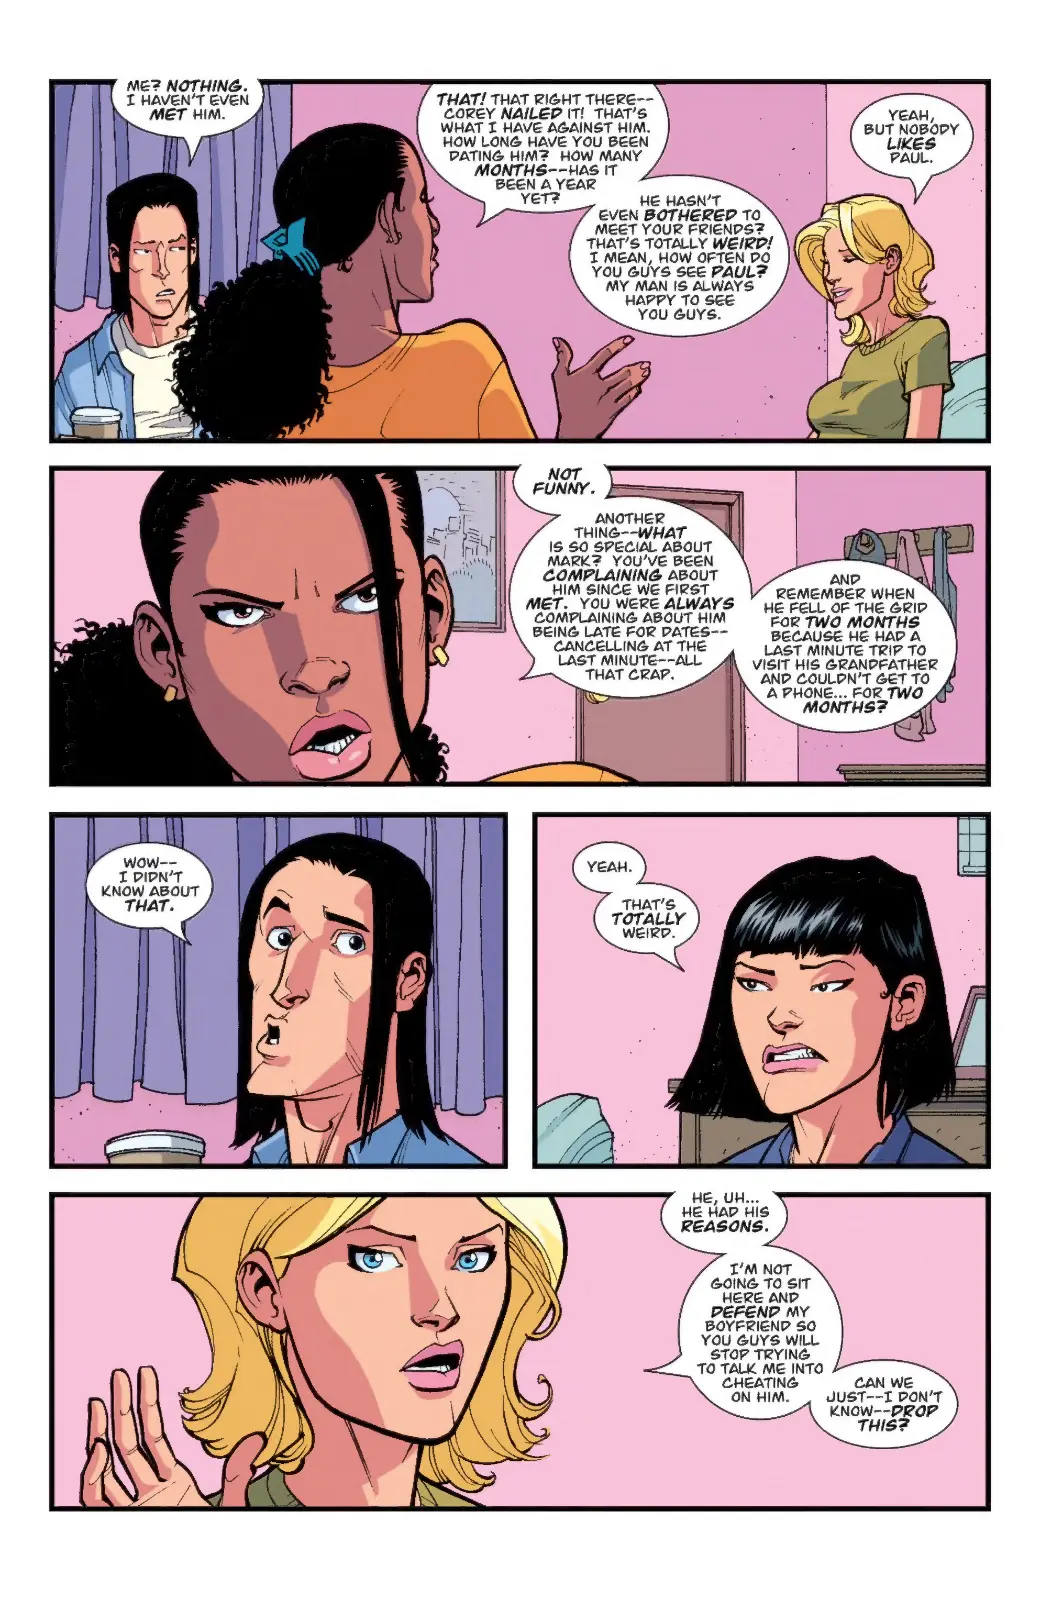 ME? NOTHING.
I HAVEN'T EVEN
MET HIM.
THAT! THAT RIGHT THERE--
COREY NAILED IT! THAT'S
WHAT I HAVE AGAINST HIM.
HOW LONG HAVE YOU BEEN
DATING HIM? HOW MANY
MONTHS--HAS IT
BEEN A YEAR
YET?
HE HASN'T
EVEN BOTHERED TO
MEET YOUR FRIENDS?
THAT'S TOTALLY WEIRD!
I MEAN, HOW OFTEN DO
YOU GUYS SEE PAUL?
MY MAN IS ALWAYS
HAPPY TO SEE
YOU GUYS.
YEAH,
BUT NOBODY
LIKES
PAUL.
NOT
FUNNY.
ANOTHER
THING--WHAT
IS SO SPECIAL ABOUT
MARK? YOU'VE BEEN
COMPLAINING ABOUT
HIM SINCE WE FIRST
MET. YOU WERE ALWAYS
COMPLAINING ABOUT HIM
BEING LATE FOR DATES--
CANCELLING AT THE
LAST MINUTE--ALL
THAT CRAP.
AND
REMEMBER WHEN
HE FELL OF THE GRID
FOR TWO MONTHS
BECAUSE HE HAD A
LAST MINUTE TRIP TO
VISIT HIS GRANDFATHER
AND COULDN'T GET TO
A PHONE... FOR TWO
MONTHS?
WOW--
I DIDN'T
KNOW ABOUT
THAT.
YEAH.
THAT'S
TOTALLY
WEIRD.
HE, UH...
HE HAD HIS
REASONS.
I'M NOT
GOING TO SIT
HERE AND
DEFEND MY
BOYFRIEND SO
YOU GUYS WILL
STOP TRYING
TO TALK ME INTO
CHEATING
ON HIM.
CAN WE
JUST--I DON'T
KNOW--DROP
THIS?